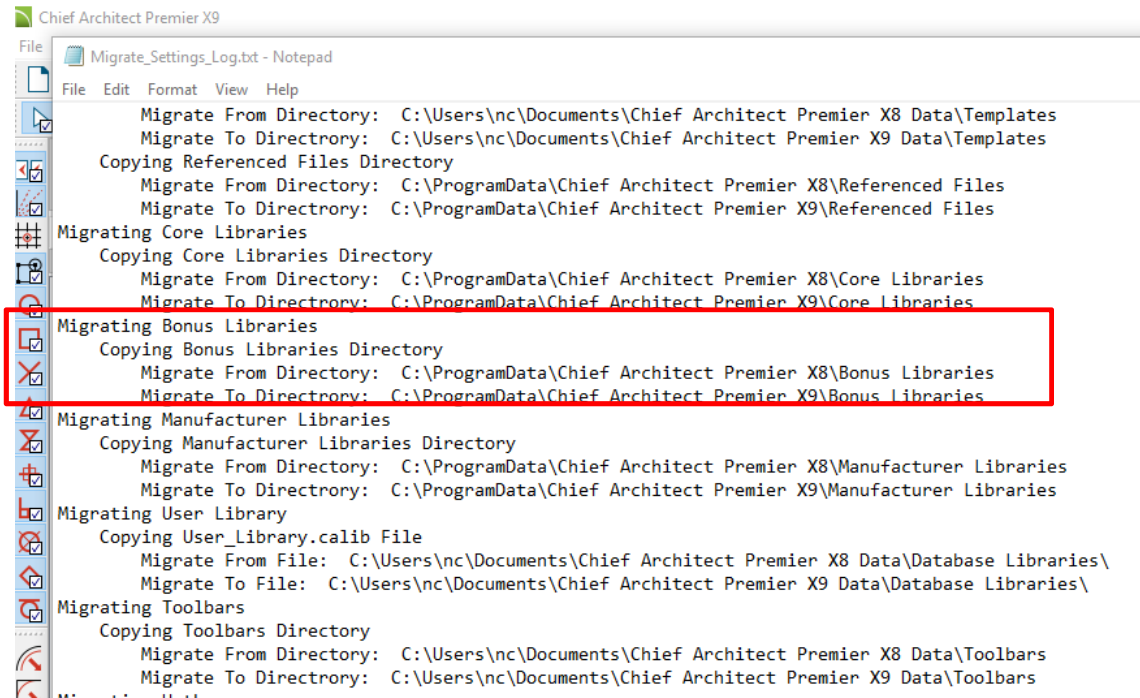 Chief Architect Premier X9
File
Migrate_Settings_Log.txt - Notepad
File Edit Format View Help
Migrate From Directory: C:\Users\nc\Documents\Chief Architect Premier X8 Data\Templates
Migrate To Directrory: C:\Users\nc\Documents\Chief Architect Premier X9 Data\Templates
Copying Referenced Files Directory
Migrate From Directory: C:\ProgramData\Chief Architect Premier X8\Referenced Files
Migrate To Directrory: C:\ProgramData\Chief Architect Premier X9\Referenced Files
Migrating Core Libraries
Copying Core Libraries Directory
Migrate From Directory: C:\ProgramData\Chief Architect Premier X8\Core Libraries
Migrate To Directrory: C:\ProgramData\Chief Architect Premier X9\Core Libraries
Migrating Bonus Libraries
Copying Bonus Libraries Directory
Migrate From Directory: C:\ProgramData\Chief Architect Premier X8\Bonus Libraries
Migrate To Directrory: C:\ProgramData\Chief Architect Premier X9\Bonus Libraries
Migrating Manufacturer Libraries
Copying Manufacturer Libraries Directory
Migrate From Directory: C:\ProgramData\Chief Architect Premier X8\Manufacturer Libraries
Migrate To Directrory: C:\ProgramData\Chief Architect Premier X9\Manufacturer Libraries
Migrating User Library
Copying User_Library.calib File
Migrate From File: C:\Users\nc\Documents\Chief Architect Premier X8 Data\Database Libraries\
Migrate To File: C:\Users\nc\Documents\Chief Architect Premier X9 Data\Database Libraries\
Migrating Toolbars
Copying Toolbars Directory
Migrate From Directory: C:\Users\nc\Documents\Chief Architect Premier X8 Data\Toolbars
Migrate To Directrory: C:\Users\nc\Documents\Chief Architect Premier X9 Data\Toolbars